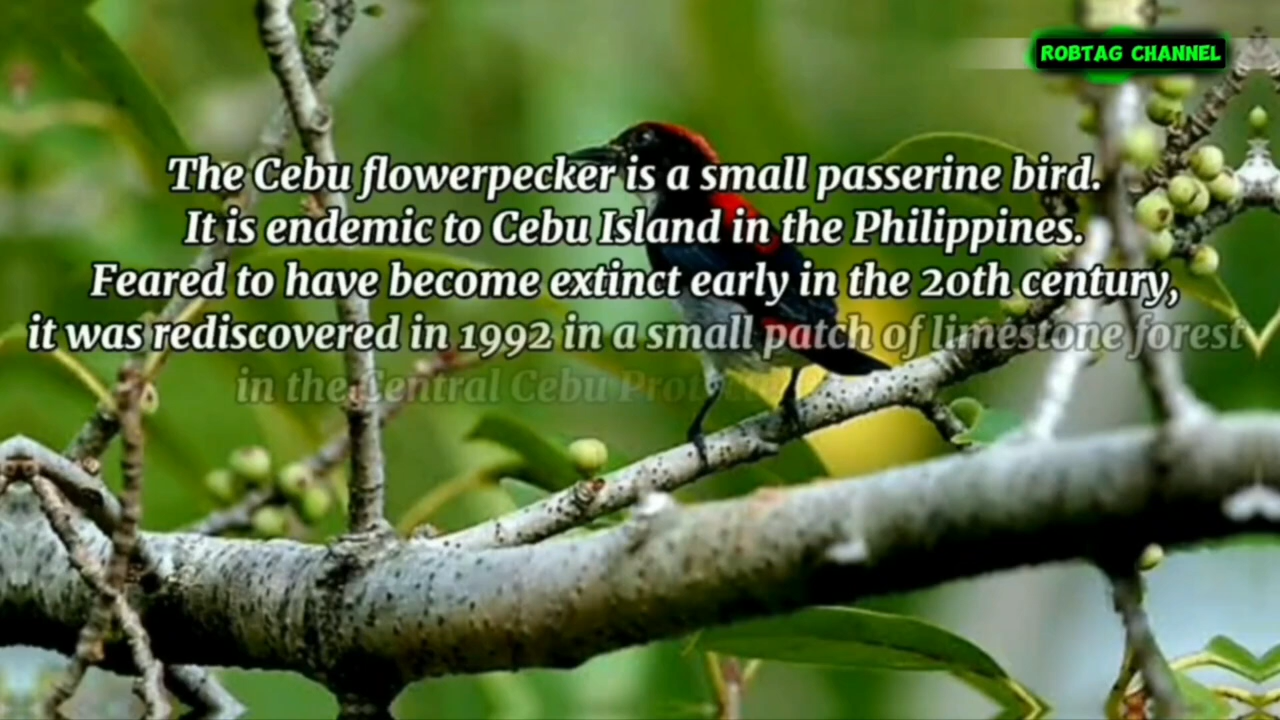 ROBTAG CHANNEL
The Cebu flowerpecker is a small passerine bird.
It is endemic to Cebu Island in the Philippines.
Feared to have become extinct early in the 20th century,
it was rediscovered in 1992 in a small patch of limestone forest
in the Central Cebu